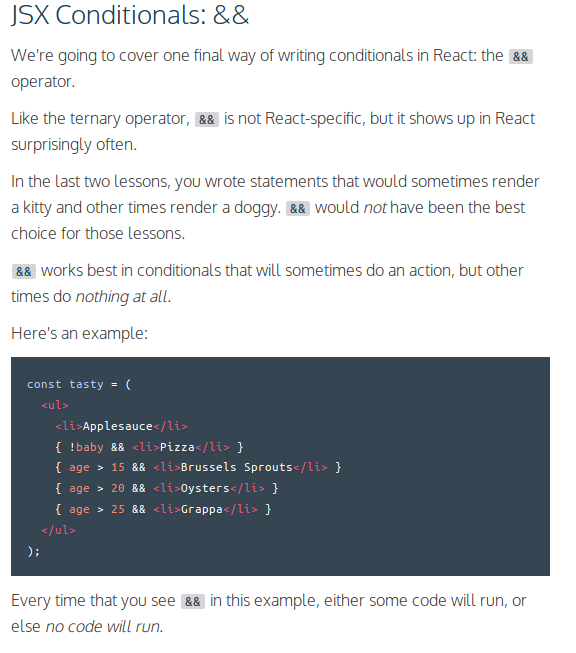 JSX Conditionals: &&
We're going to cover one final way of writing conditionals in React: the &&
operator.
Like the ternary operator, && is not React-specific, but it shows up in React
surprisingly often.
In the last two lessons, you wrote statements that would sometimes render
a kitty and other times render a doggy. && would not have been the best
choice for those lessons.
&& works best in conditionals that will sometimes do an action, but other
times do nothing at all.
Here's an example:
const tasty = (
  <ul>
    <li>Applesauce</li>
    { !baby && <li>Pizza</li> }
    { age > 15 && <li>Brussels Sprouts</li> }
    { age > 20 && <li>Oysters</li> }
    { age > 25 && <li>Grappa</li> }
  </ul>
);
Every time that you see && in this example, either some code will run, or
else no code will run.